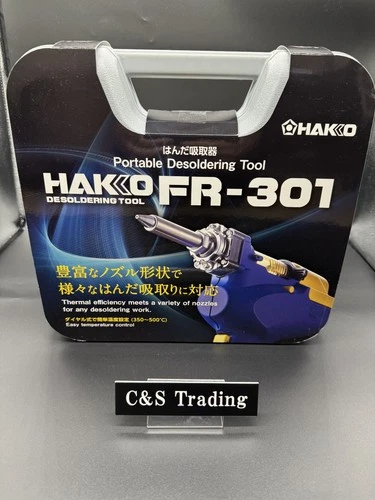 はんだ吸取器
HAKKO
Portable Desoldering Tool
HAKKO FR-301
DESOLDERING TOOL
豊富なノズル形状で
様々なはんだ吸取りに対応
Thermal efficiency meets a variety of nozzles
for any desoldering work.
ダイヤル式で簡単温度設定(350~500℃)
Easy temperature control
C&S Trading